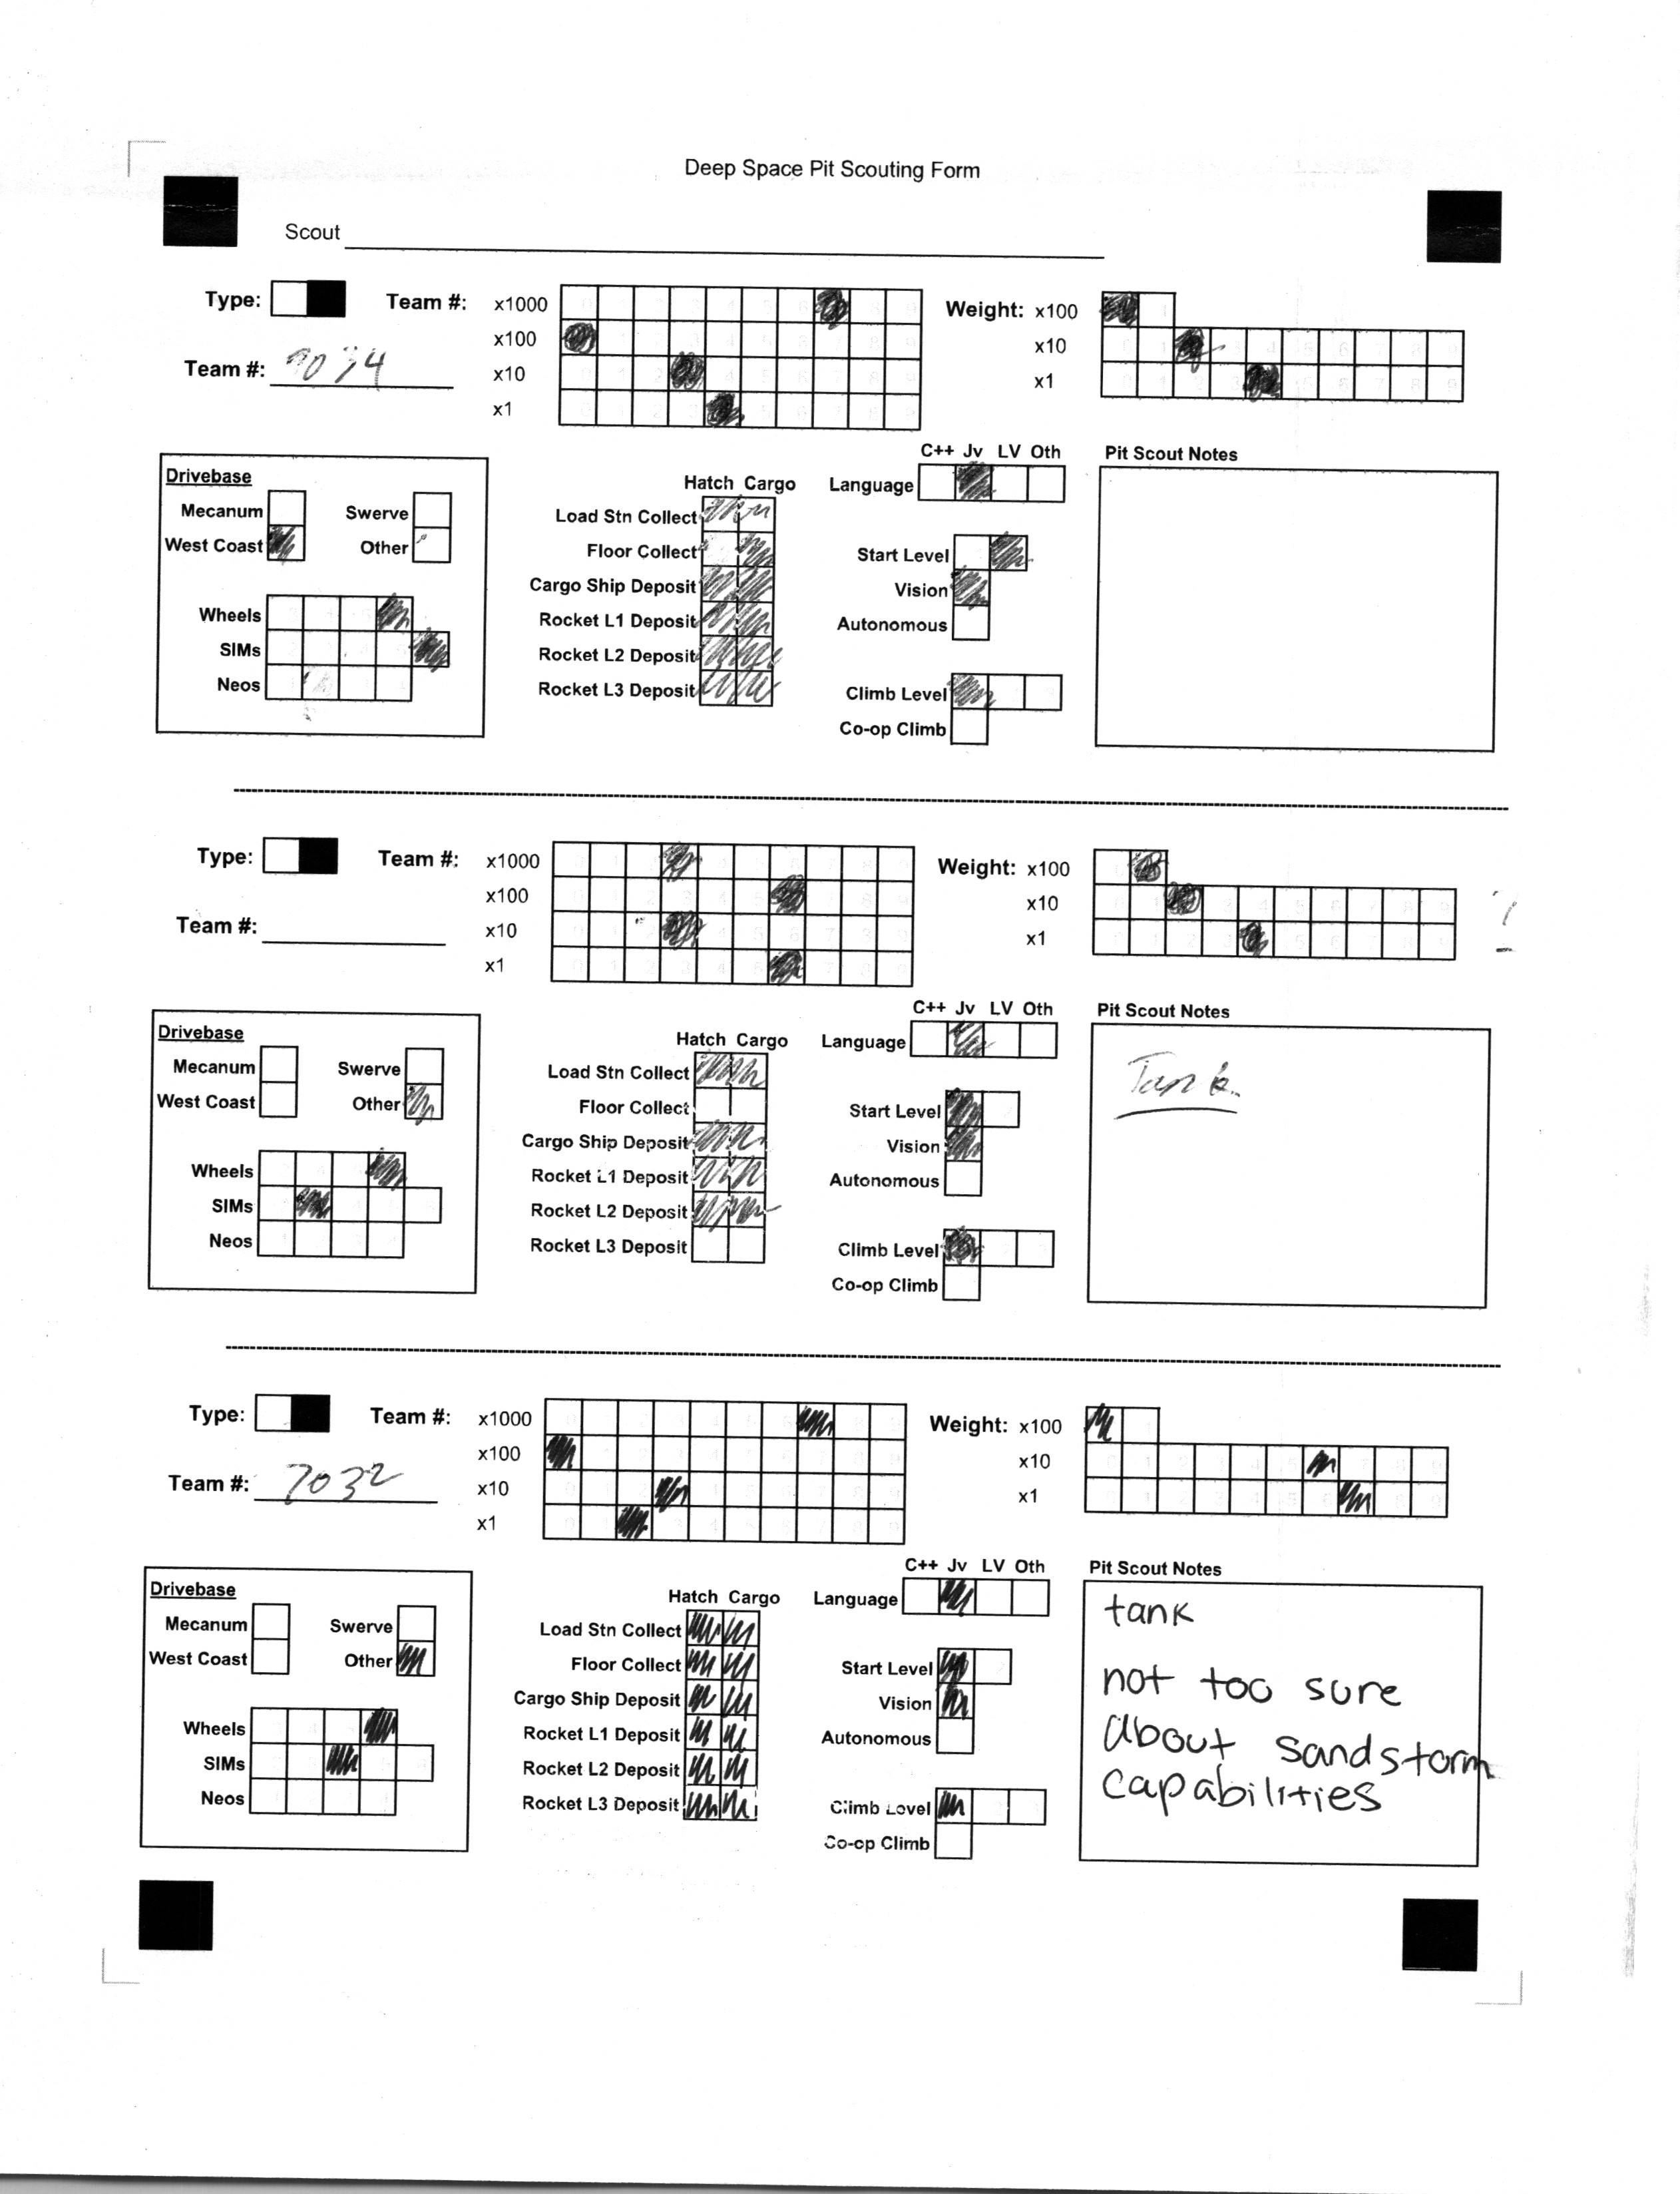 Deep Space Pit Scouting Form
Scout
Type: Team #: x1000 Weight: x100
x100 x10
Team #: 7034 x10 x1
x1
C++ Jv LV Oth
Drivebase Hatch Cargo Language Pit Scout Notes
Mecanum Swerve Load Stn Collect
West Coast Other Floor Collect Start Level
Cargo Ship Deposit Vision
Wheels Rocket L1 Deposit Autonomous
SIMs Rocket L2 Deposit
Neos Rocket L3 Deposit Climb Level
Co-op Climb
Type: Team #: x1000 Weight: x100
x100 x10 ?
Team #: x10 x1
x1
C++ Jv LV Oth
Drivebase Hatch Cargo Language Pit Scout Notes
Mecanum Swerve Load Stn Collect Tank
West Coast Other Floor Collect Start Level
Cargo Ship Deposit Vision
Wheels Rocket L1 Deposit Autonomous
SIMs Rocket L2 Deposit
Neos Rocket L3 Deposit Climb Level
Co-op Climb
Type: Team #: x1000 Weight: x100
x100 x10
Team #: 7032 x10 x1
x1
C++ Jv LV Oth
Drivebase Hatch Cargo Language Pit Scout Notes
Mecanum Swerve Load Stn Collect tank
West Coast Other Floor Collect Start Level not too sure
Cargo Ship Deposit Vision about sandstorm
Wheels Rocket L1 Deposit Autonomous capabilities
SIMs Rocket L2 Deposit
Neos Rocket L3 Deposit Climb Level
Co-op Climb